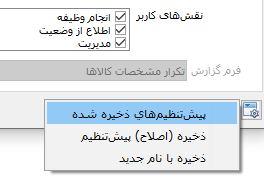 نقش‌های کاربر
انجام وظیفه
اطلاع از وضعیت
مدیریت
فرم گزارش
تکرار مشخصات کالاها
پیش‌تنظیم‌هاي ذخیره شده
ذخیره (اصلاح) پیش‌تنظیم
ذخیره با نام جدید